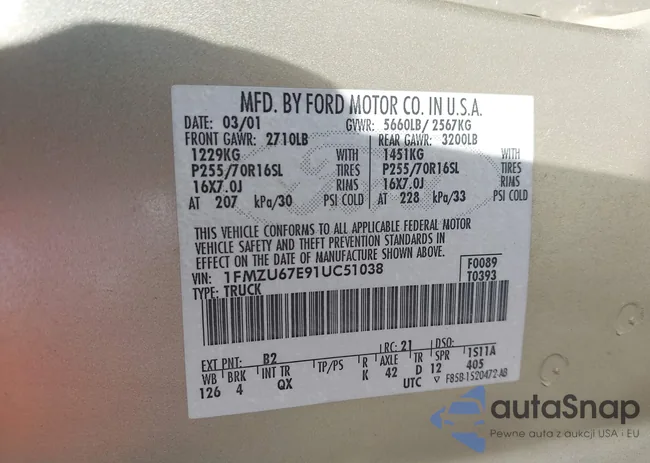 MFD. BY FORD MOTOR CO. IN U.S.A.
DATE: 03/01 GVWR: 5660LB/ 2567KG
FRONT GAWR: 2710LB REAR GAWR: 3200LB
1229KG WITH 1451KG WITH
P255/70R16SL TIRES P255/70R16SL TIRES
16X7.0J RIMS 16X7.0J RIMS
AT 207 kPa/30 PSI COLD AT 228 kPa/33 PSI COLD
THIS VEHICLE CONFORMS TO ALL APPLICABLE FEDERAL MOTOR
VEHICLE SAFETY AND THEFT PREVENTION STANDARDS IN
EFFECT ON THE DATE OF MANUFACTURE SHOWN ABOVE.
VIN: 1FMZU67E91UC51038 F0089
TYPE: TRUCK T0393
EXT PNT: B2 RC: 21 DSO:
WB BRK INT TR TP/PS R AXLE TR SPR 1S11A
126 4 QX K 42 D 12 405
UTC ▽ F85B-1520472-AB
autaSnap
Pewne auta z aukcji USA i EU